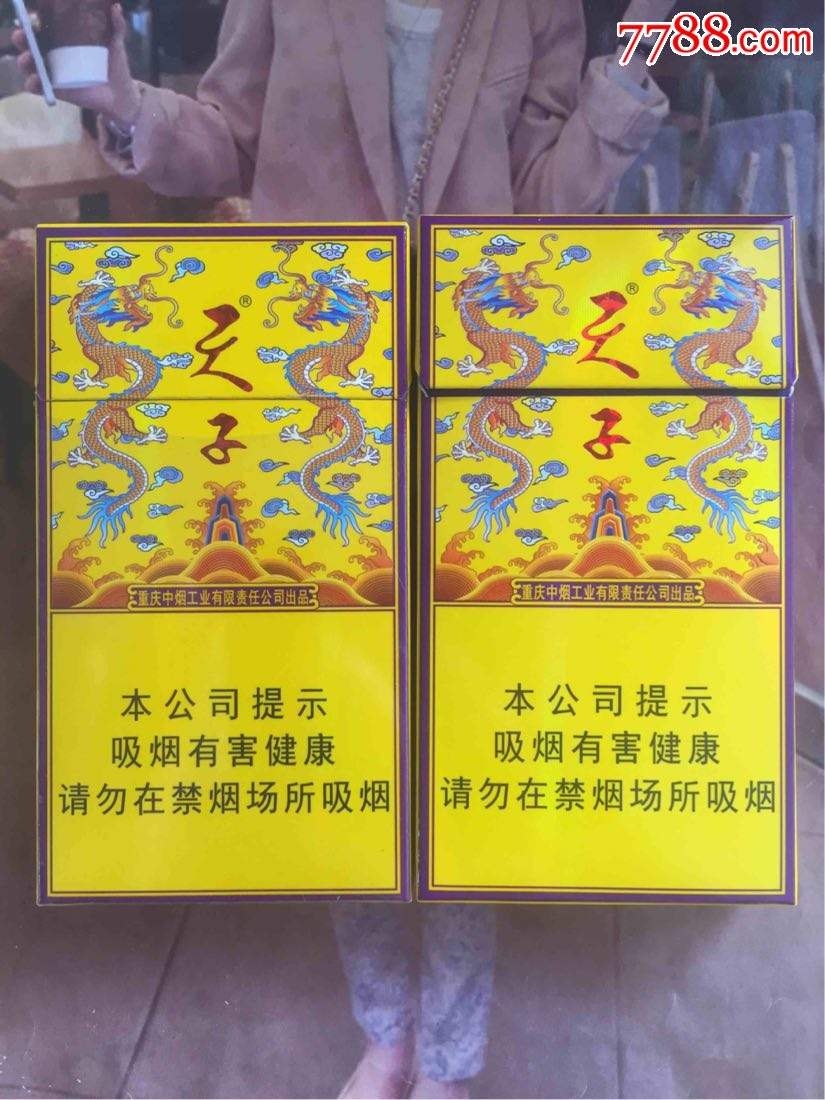 7788.com
天®
子
重庆中烟工业有限责任公司出品
本公司提示
吸烟有害健康
请勿在禁烟场所吸烟
天®
子
重庆中烟工业有限责任公司出品
本公司提示
吸烟有害健康
请勿在禁烟场所吸烟